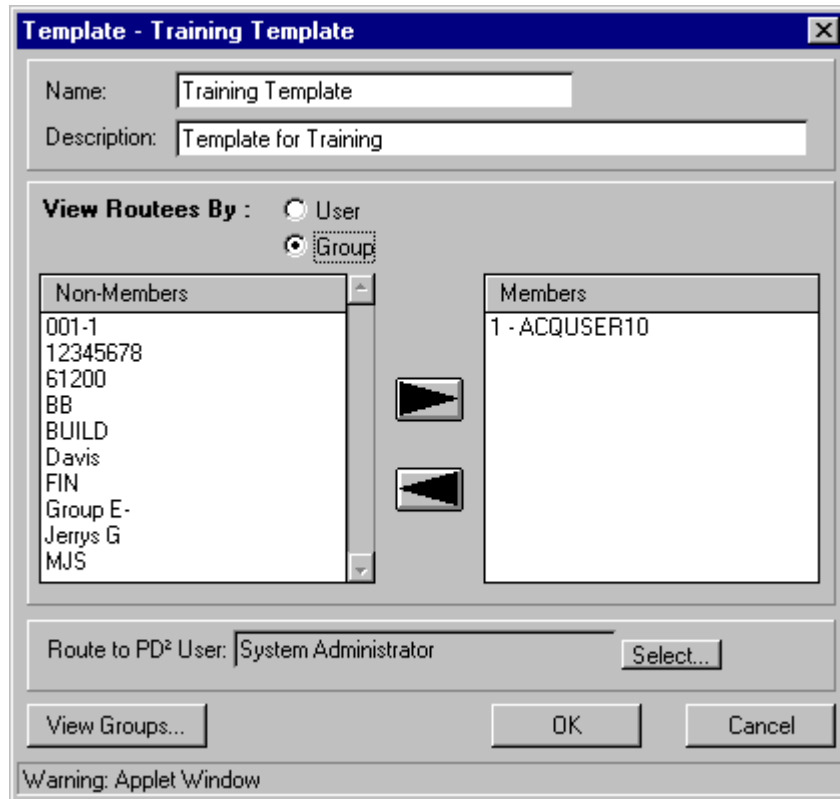 Template - Training Template
Name: Training Template
Description: Template for Training
View Routees By : User
Group
Non-Members
001-1
12345678
61200
BB
BUILD
Davis
FIN
Group E-
Jerrys G
MJS
Members
1 - ACQUSER10
Route to PD² User: System Administrator Select...
View Groups... OK Cancel
Warning: Applet Window